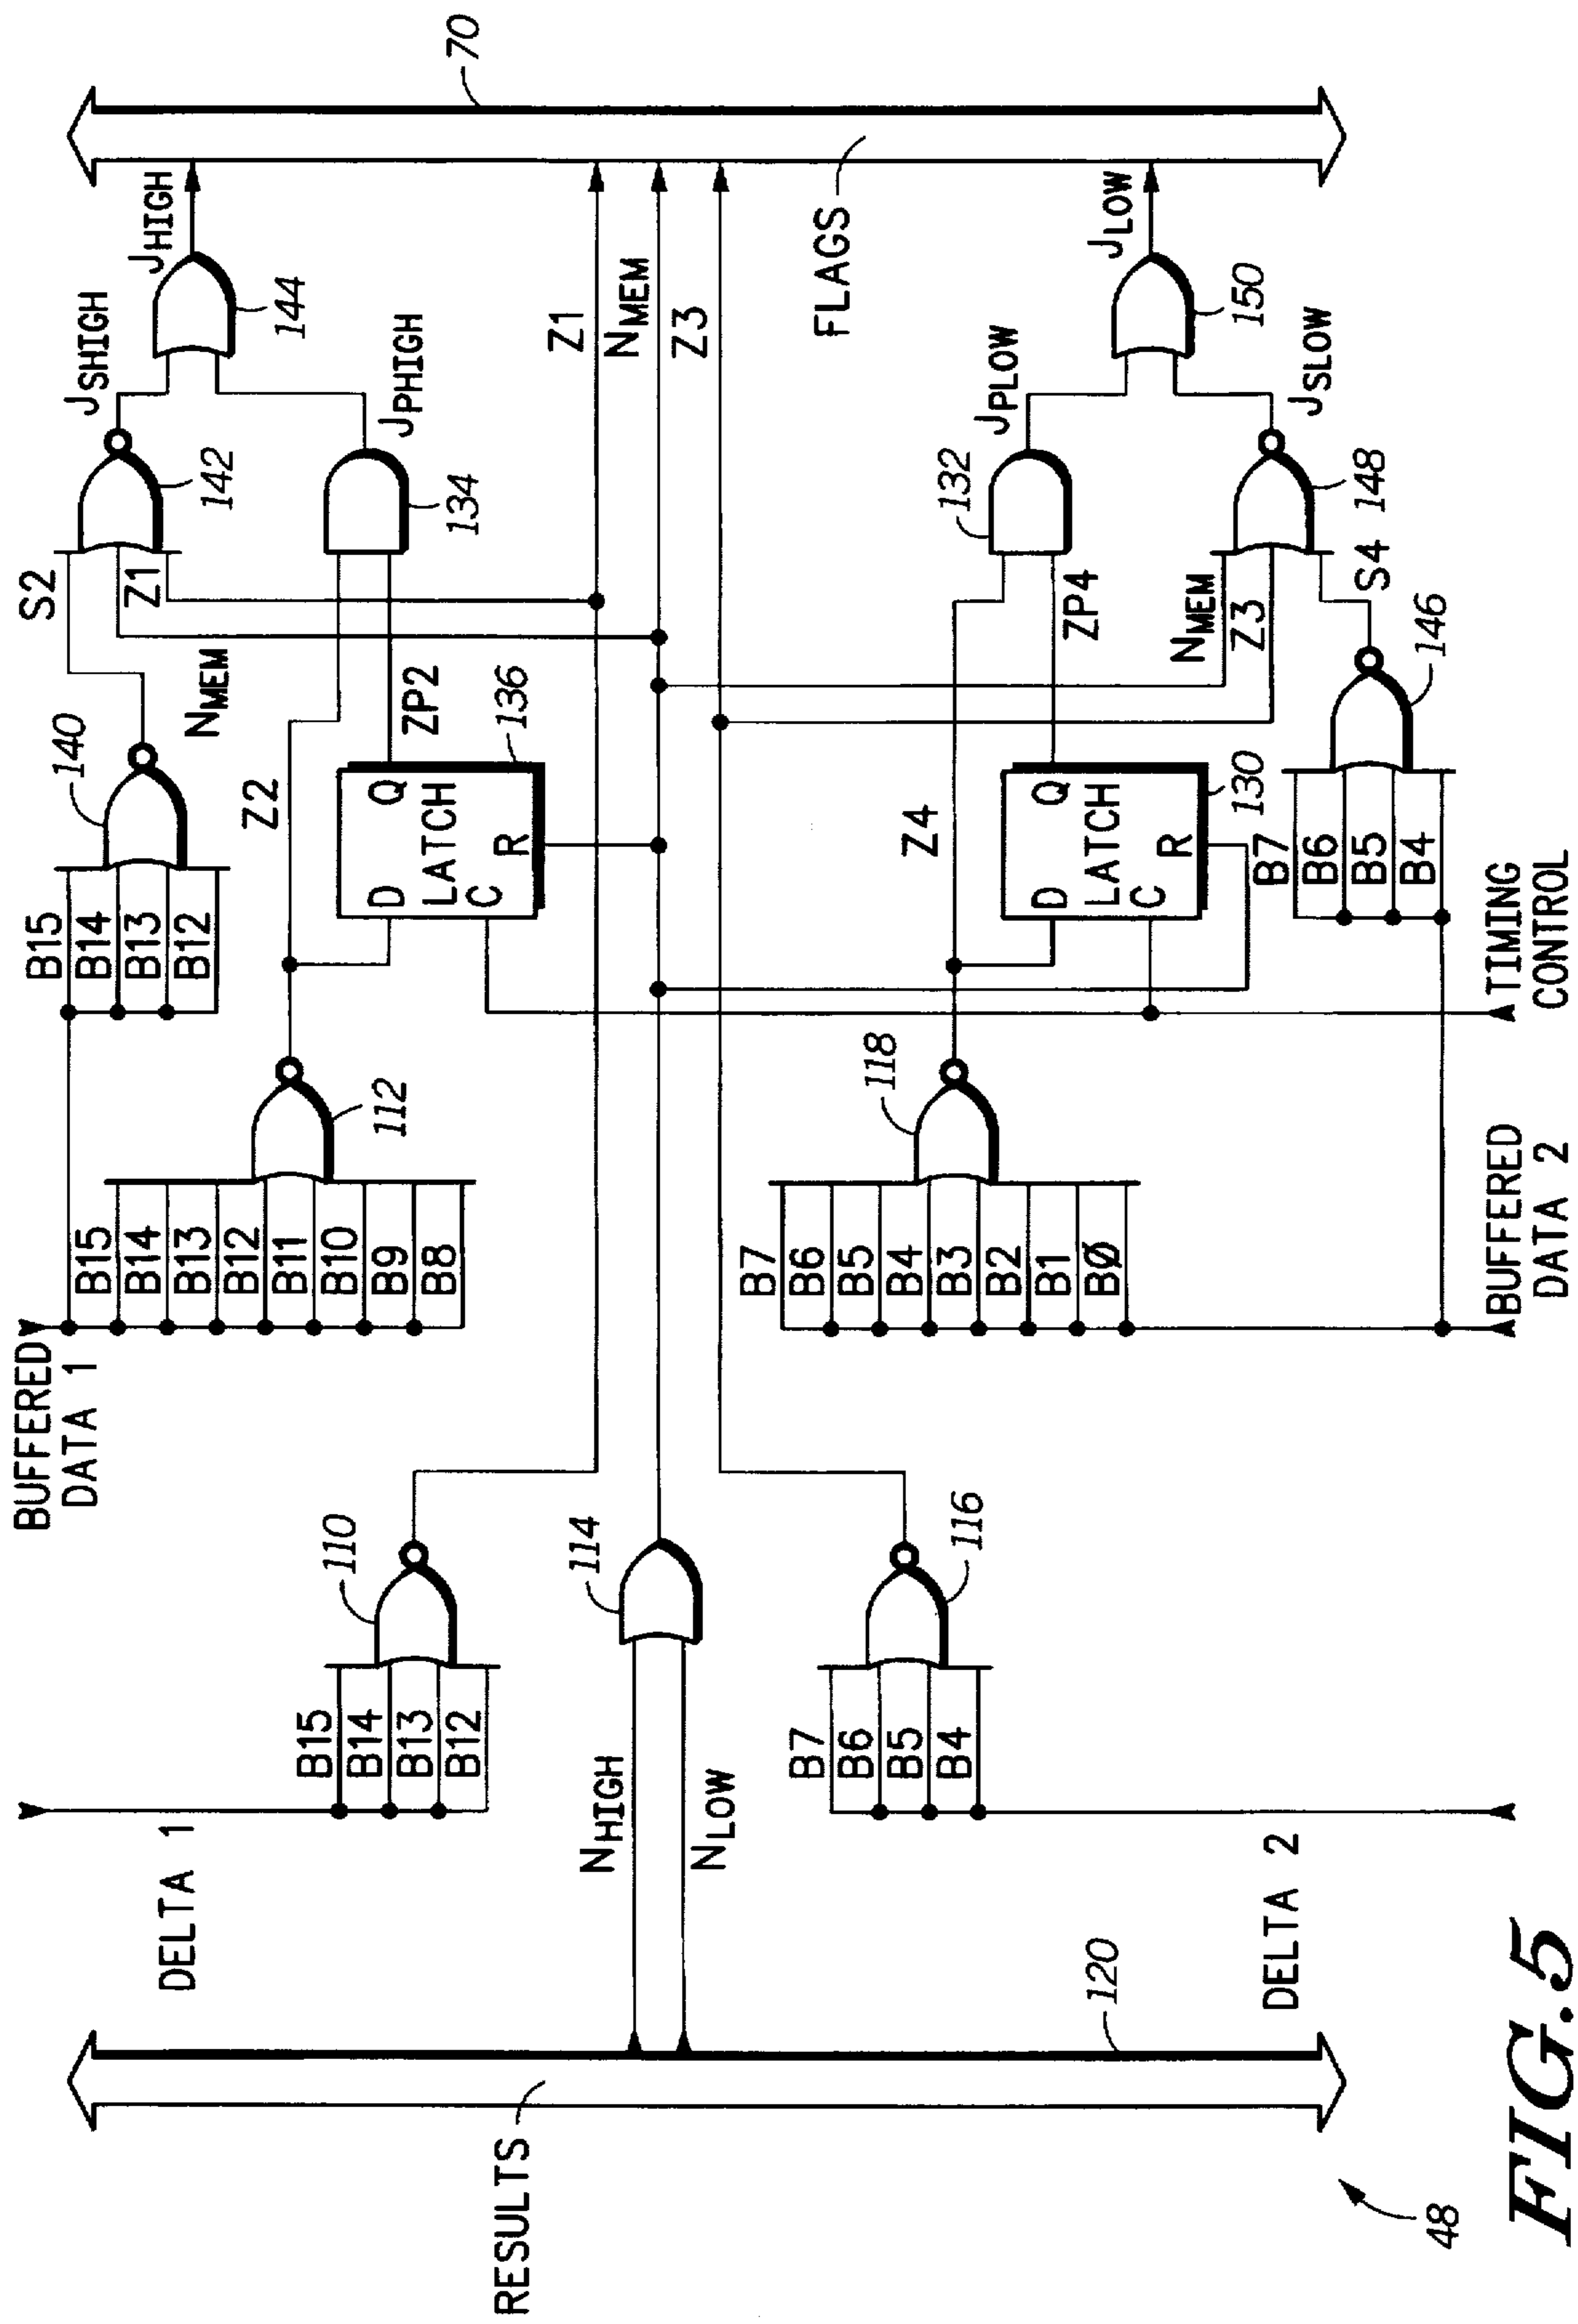 BUFFERED
DATA 1
B15
B14
B13
B12
140
S2
NMEM
Z1
142
JSHIGH
JHIGH
144
B15
B14
B13
B12
B11
B10
B9
B8
112
Z2
D
Q
LATCH
C
R
136
ZP2
134
JPHIGH
DELTA 1
B15
B14
B13
B12
110
Z1
NMEM
Z3
NHIGH
NLOW
114
RESULTS
120
FLAGS
70
B7
B6
B5
B4
116
DELTA 2
B7
B6
B5
B4
B3
B2
B1
BØ
118
Z4
D
Q
LATCH
C
R
130
ZP4
132
JPLOW
JLOW
150
NMEM
Z3
S4
148
JSLOW
B7
B6
B5
B4
146
BUFFERED
DATA 2
TIMING
CONTROL
48
FIG.5